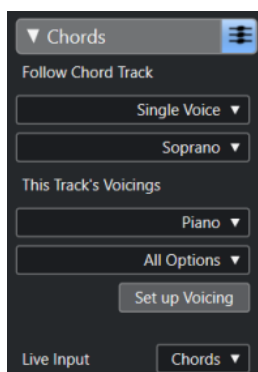 Chords
Follow Chord Track
Single Voice
Soprano
This Track's Voicings
Piano
All Options
Set up Voicing
Live Input Chords